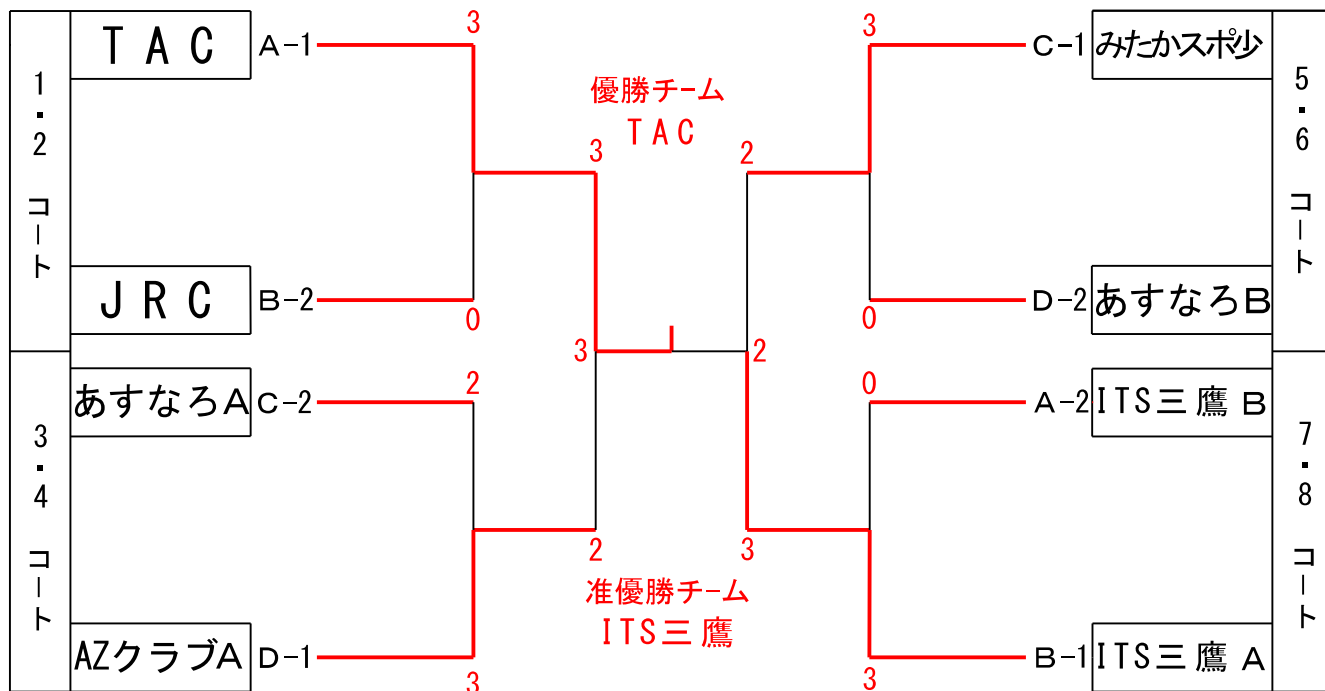 1・2 コート
TAC A-1 3
JRC B-2 0
3・4 コート
あすなろA C-2 2
AZクラブA D-1 3
優勝チーム
TAC
3
2
3
2
2
3
准優勝チーム
ITS三鷹
3 C-1 みたかスポ少
0 D-2 あすなろB
5・6 コート
0 A-2 ITS三鷹 B
3 B-1 ITS三鷹 A
7・8 コート